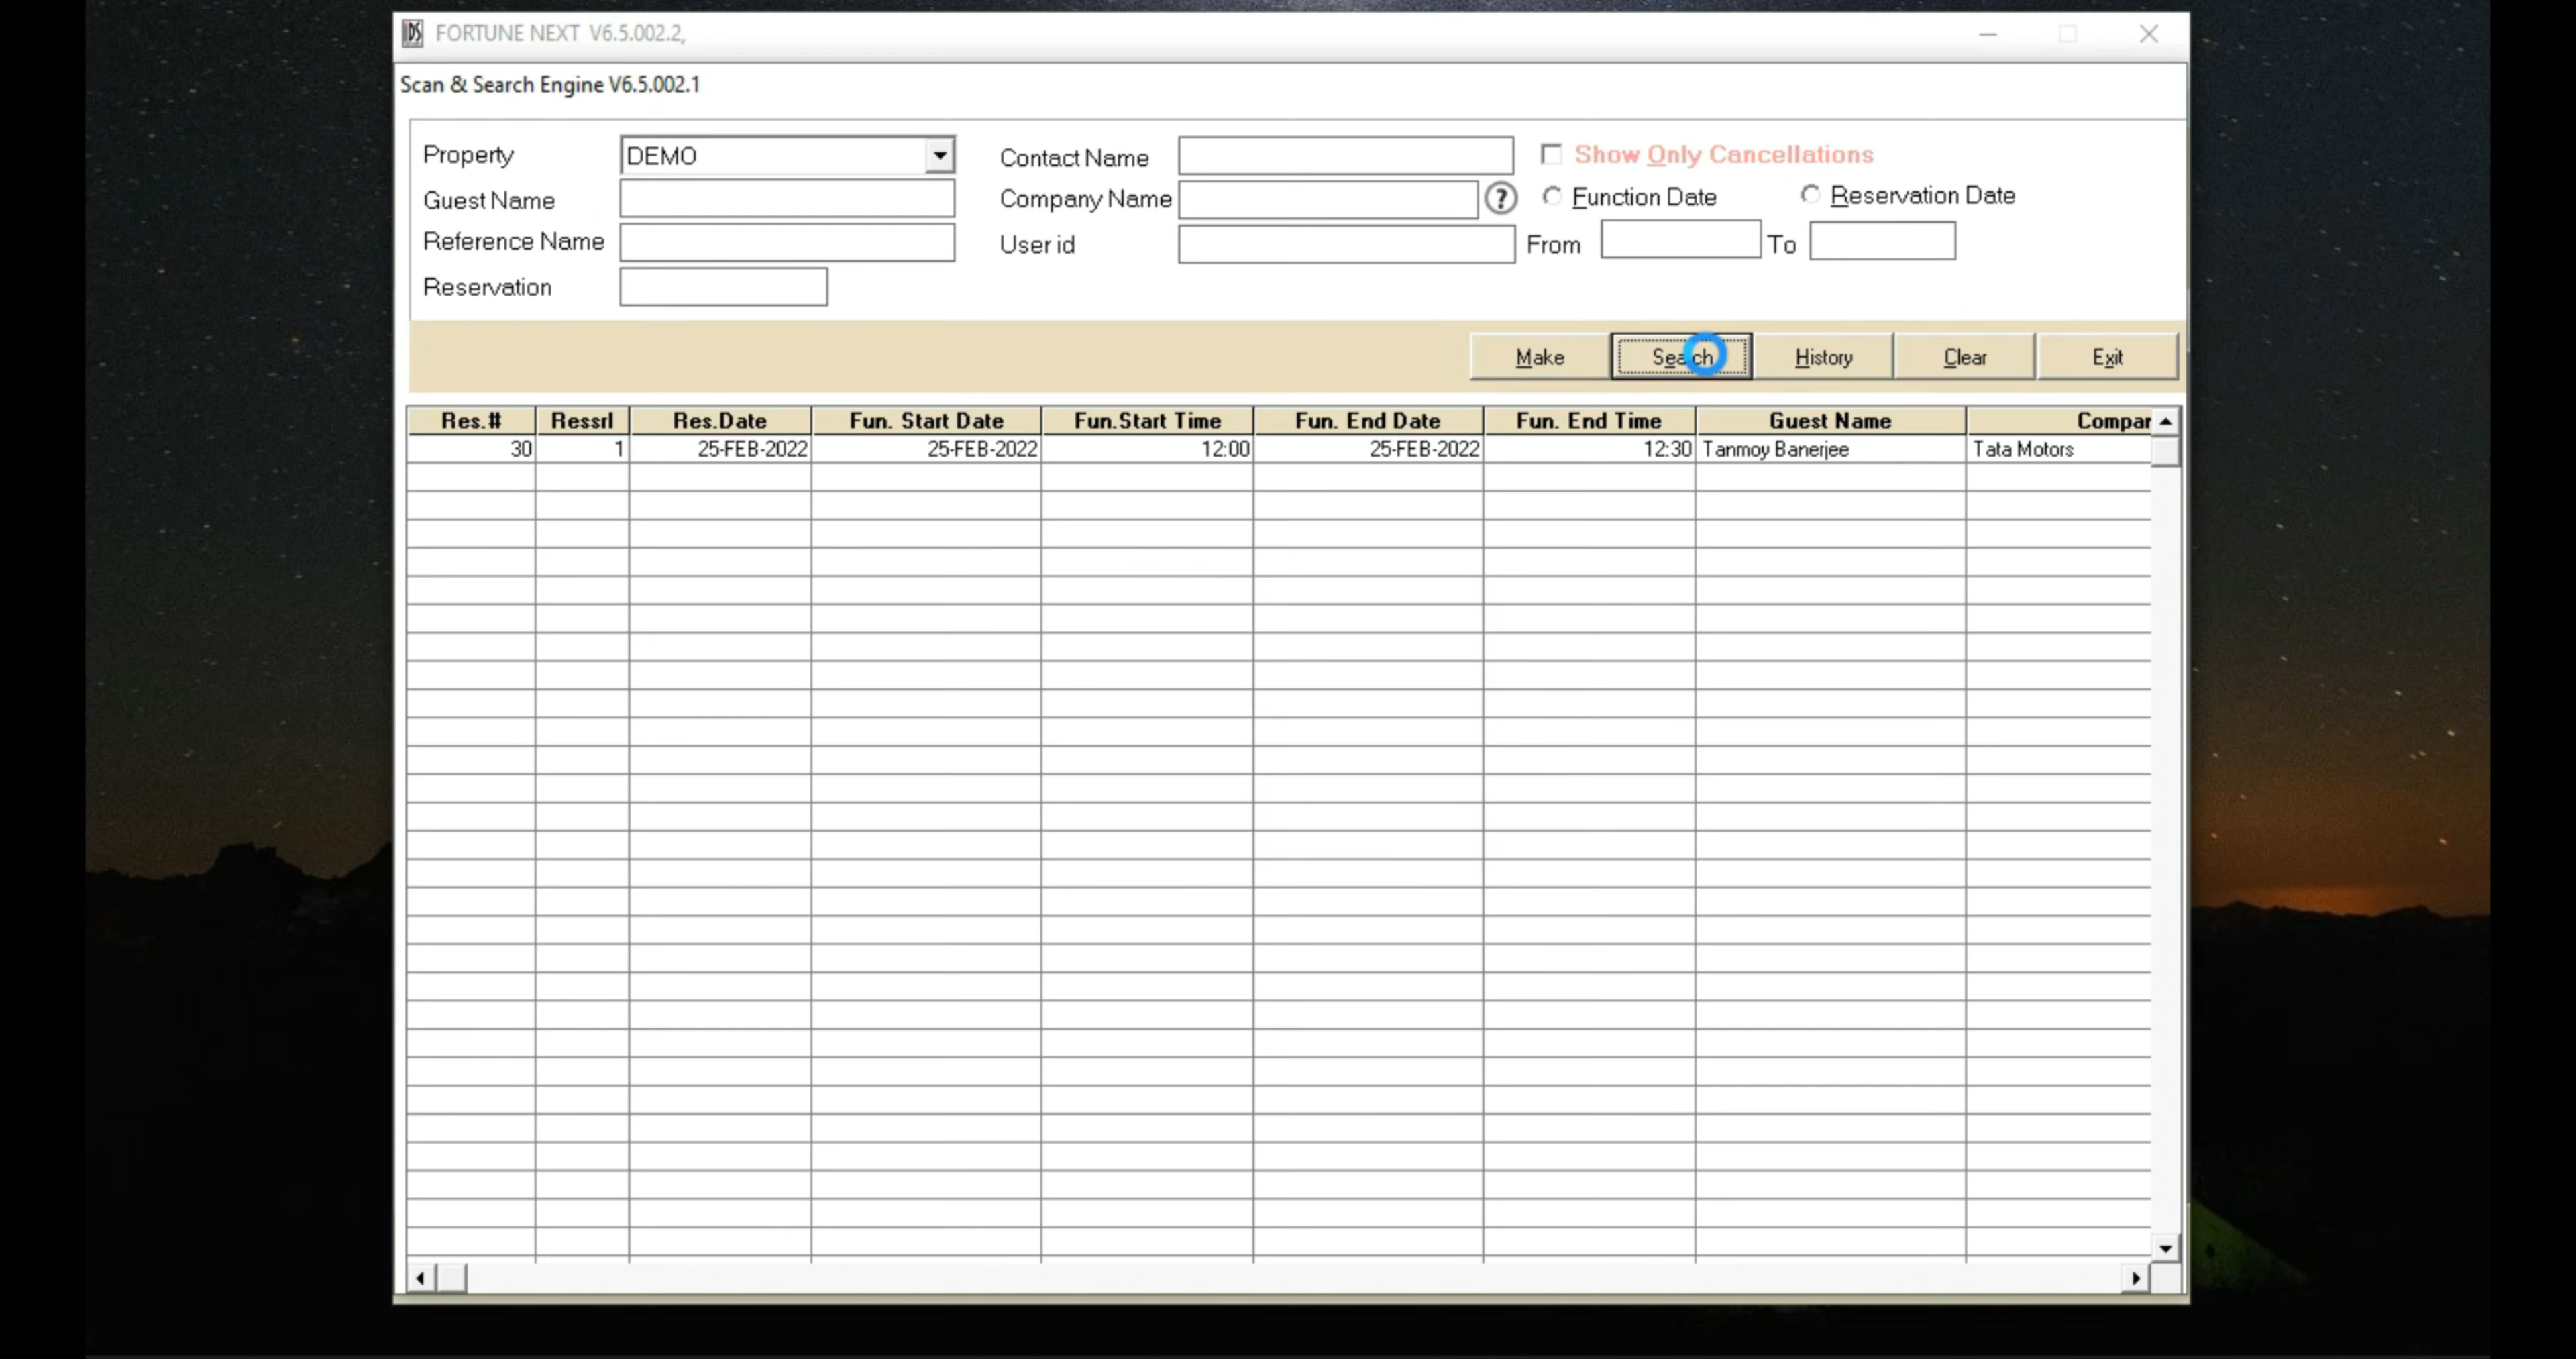 IDS FORTUNE NEXT V6.5.002.2,
Scan & Search Engine V6.5.002.1
Property DEMO Contact Name Show Only Cancellations
Guest Name Company Name ? Function Date Reservation Date
Reference Name User id From To
Reservation
Make Search History Clear Exit
Res.# Ressrl Res.Date Fun. Start Date Fun.Start Time Fun. End Date Fun. End Time Guest Name Compar
30 1 25-FEB-2022 25-FEB-2022 12:00 25-FEB-2022 12:30 Tanmoy Banerjee Tata Motors